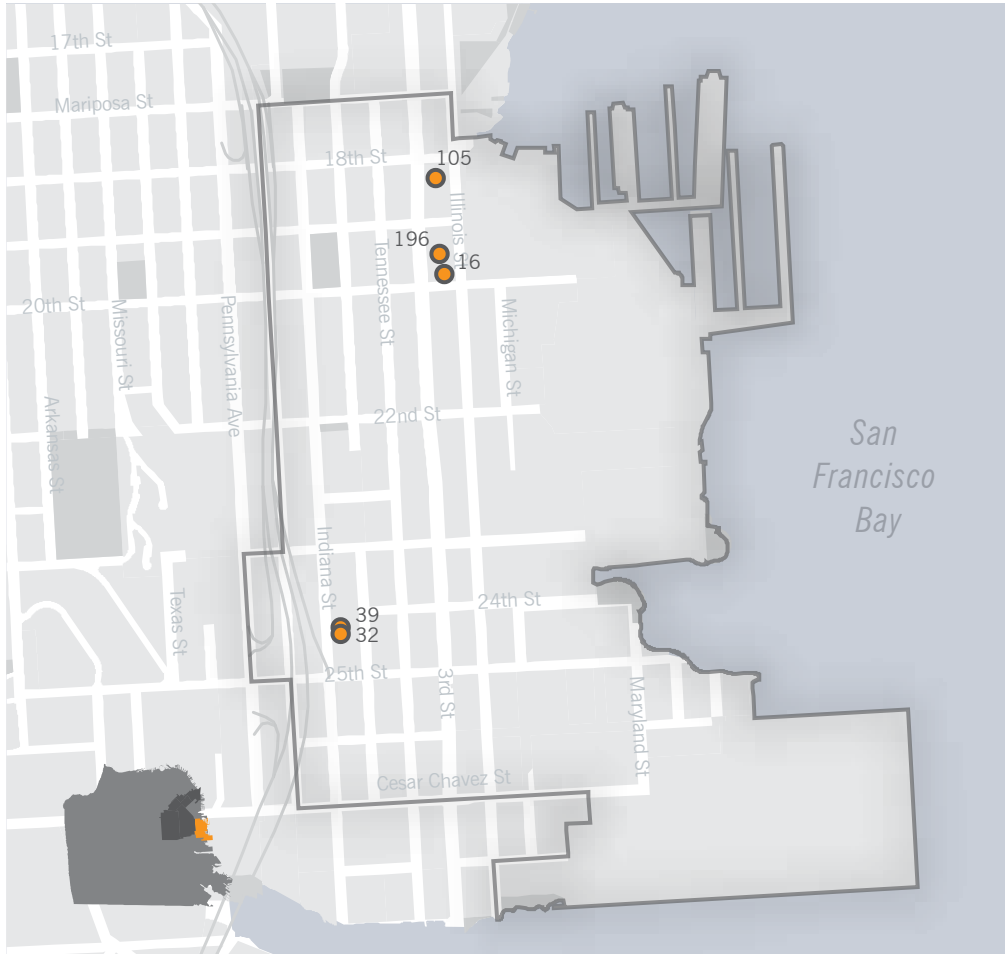 17th St
Mariposa St
18th St
105
Illinois St
196
16
Tennessee St
20th St
Missouri St
Pennsylvania Ave
Michigan St
Arkansas St
22nd St
San
Francisco
Bay
Indiana St
24th St
39
32
Texas St
25th St
3rd St
Maryland St
Cesar Chavez St